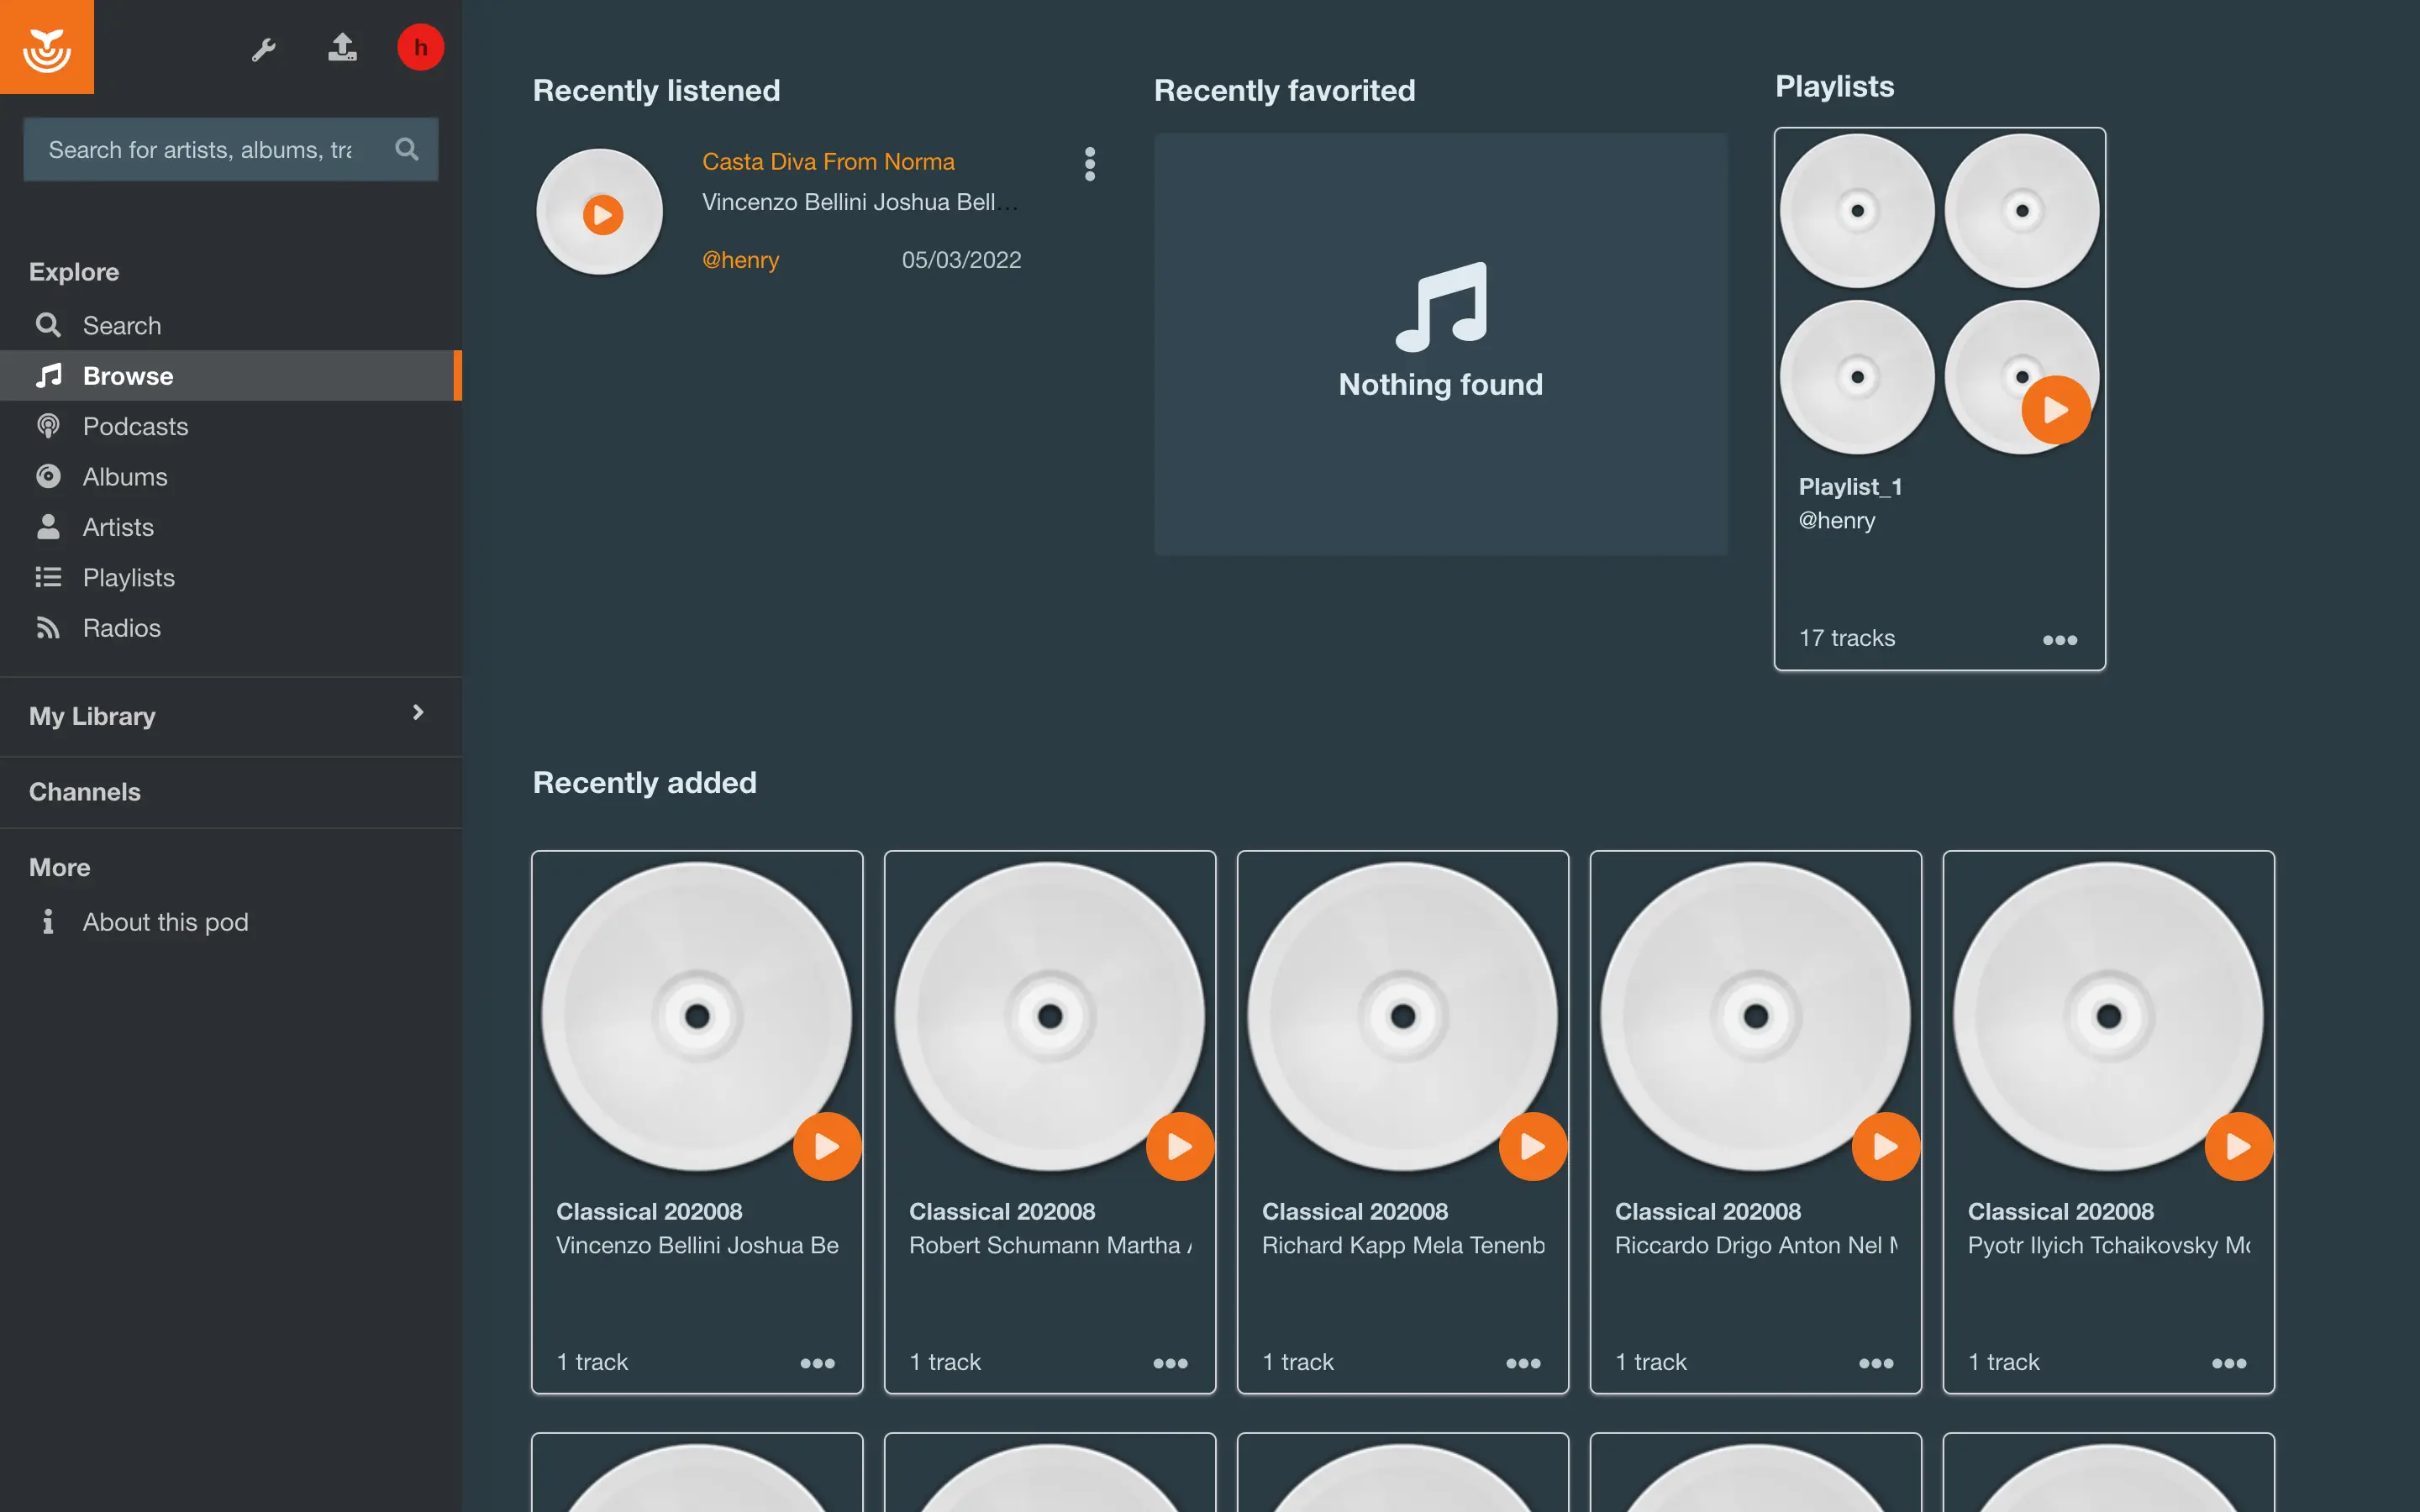 h
Search for artists, albums, tra
Explore
Search
Browse
Podcasts
Albums
Artists
Playlists
Radios
My Library
Channels
More
About this pod
Recently listened
Casta Diva From Norma
Vincenzo Bellini Joshua Bell...
@henry 05/03/2022
Recently favorited
Nothing found
Playlists
Playlist_1
@henry
17 tracks
Recently added
Classical 202008
Vincenzo Bellini Joshua Be
1 track
Classical 202008
Robert Schumann Martha
1 track
Classical 202008
Richard Kapp Mela Tenenb
1 track
Classical 202008
Riccardo Drigo Anton Nel
1 track
Classical 202008
Pyotr Ilyich Tchaikovsky Mo
1 track